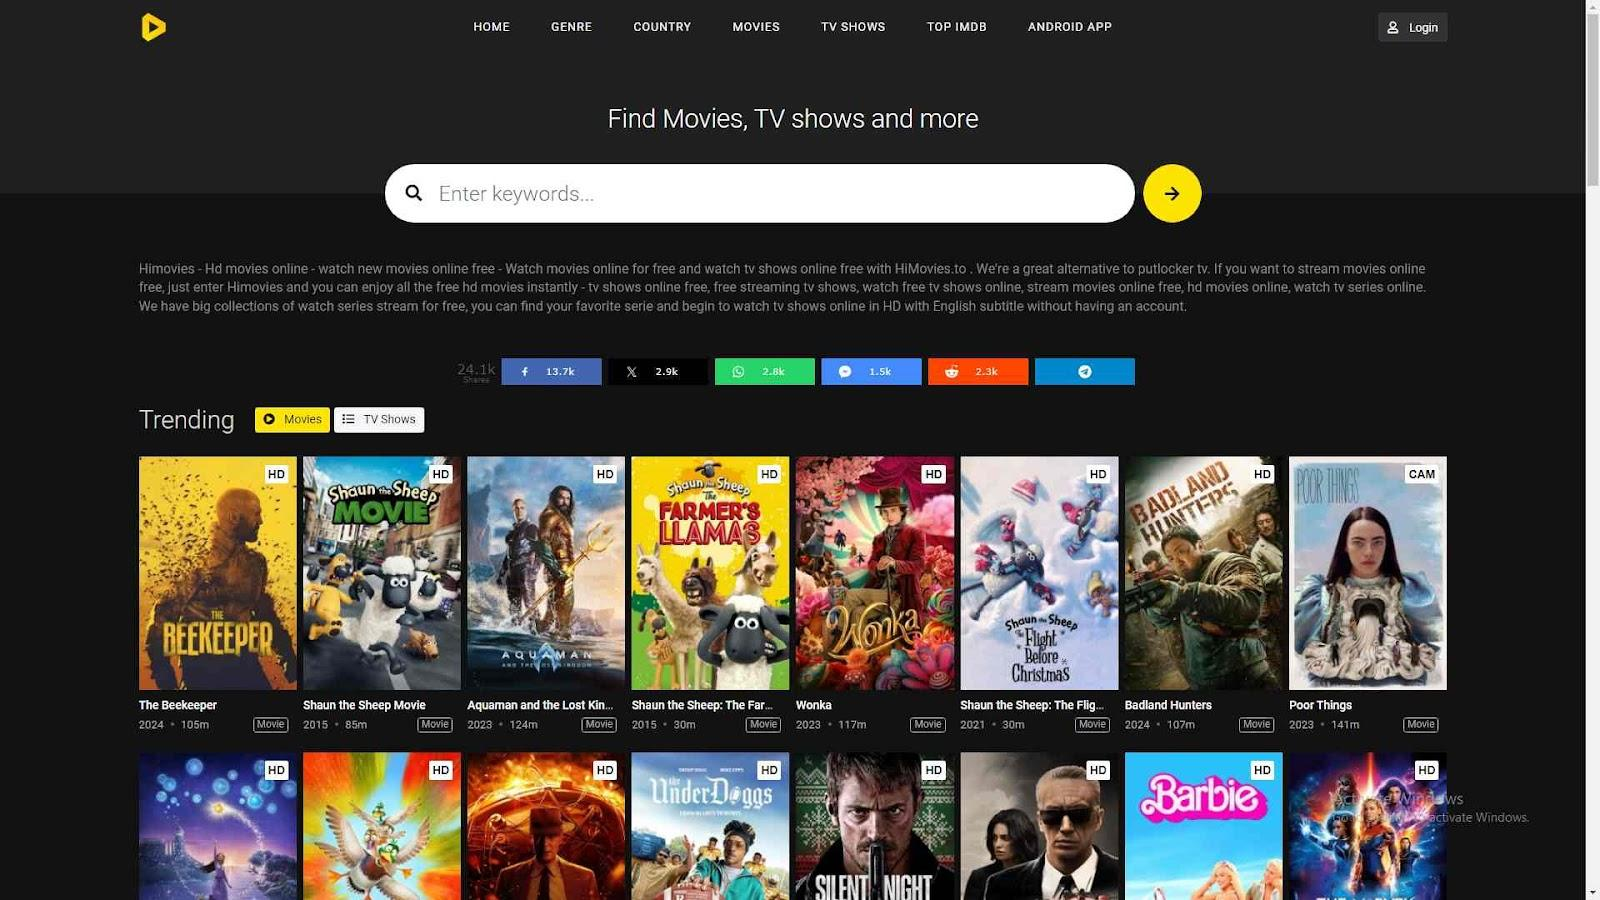 HOME GENRE COUNTRY MOVIES TV SHOWS TOP IMDB ANDROID APP Login
Find Movies, TV shows and more
Enter keywords...
Himovies - Hd movies online - watch new movies online free - Watch movies online for free and watch tv shows online free with HiMovies.to . We're a great alternative to putlocker tv. If you want to stream movies online
free, just enter Himovies and you can enjoy all the free hd movies instantly - tv shows online free, free streaming tv shows, watch free tv shows online, stream movies online free, hd movies online, watch tv series online.
We have big collections of watch series stream for free, you can find your favorite serie and begin to watch tv shows online in HD with English subtitle without having an account.
24.1k
Shares
13.7k 2.9k 2.8k 1.5k 2.3k
Trending Movies TV Shows
HD HD HD HD HD HD HD CAM
THE
BEEKEEPER
Shaun the Sheep
MOVIE
AQUAMAN
AND THE LOST KINGDOM
Shaun the Sheep
The
FARMER'S
LLAMAS
Wonka
Shaun the Sheep
The Flight
Before
Christmas
BADLAND
HUNTERS
POOR THINGS
The Beekeeper
2024 • 105m Movie
Shaun the Sheep Movie
2015 • 85m Movie
Aquaman and the Lost Kin...
2023 • 124m Movie
Shaun the Sheep: The Far...
2015 • 30m Movie
Wonka
2023 • 117m Movie
Shaun the Sheep: The Flig...
2021 • 30m Movie
Badland Hunters
2024 • 107m Movie
Poor Things
2023 • 141m Movie
HD HD HD HD HD HD HD HD
the
UnderDoggs
SILENT NIGHT
Barbie
Activate Windows